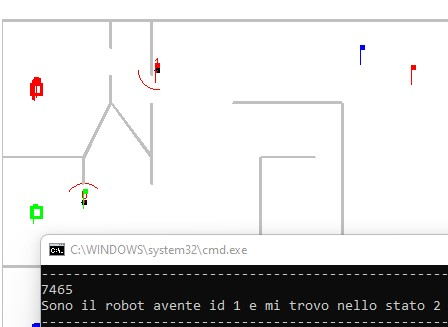 C:\WINDOWS\system32\cmd.exe
7465
Sono il robot avente id 1 e mi trovo nello stato 2